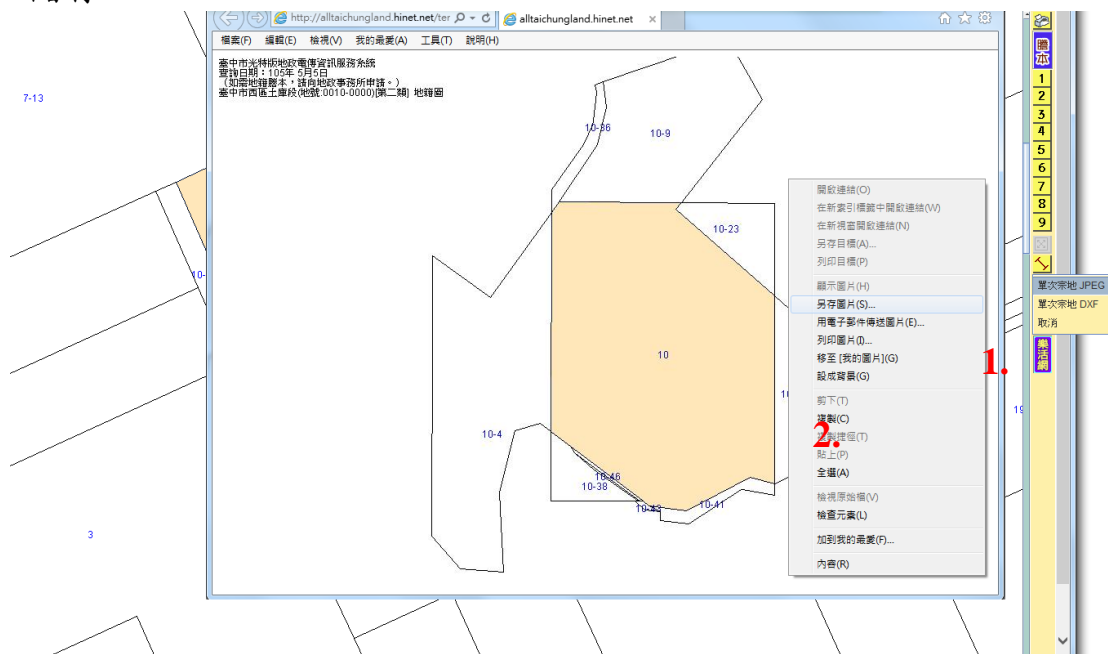 http://alltaichungland.hinet.net/ter
alltaichungland.hinet.net
檔案(F) 編輯(E) 檢視(V) 我的最愛(A) 工具(T) 說明(H)
臺中市光特版地政電傳資訊服務系統
查詢日期：105年 5月5日
（如需地籍謄本，請向地政事務所申請。）
臺中市西區土庫段(地號:0010-0000)[第二類] 地籍圖
7-13
10-36
10-9
10-23
10
10-4
10-46
10-38
10-42
10-41
3
10-
19
開啟連結(O)
在新索引標籤中開啟連結(W)
在新視窗開啟連結(N)
另存目標(A)...
列印目標(P)
顯示圖片(H)
另存圖片(S)...
用電子郵件傳送圖片(E)...
列印圖片(I)...
移至 [我的圖片](G)
設成背景(G)
剪下(T)
複製(C)
複製捷徑(T)
貼上(P)
全選(A)
檢視原始檔(V)
檢查元素(L)
加到我的最愛(F)...
內容(R)
1.
2.
謄本
1
2
3
4
5
6
7
8
9
單次宗地 JPEG
單次宗地 DXF
取消
樂活網